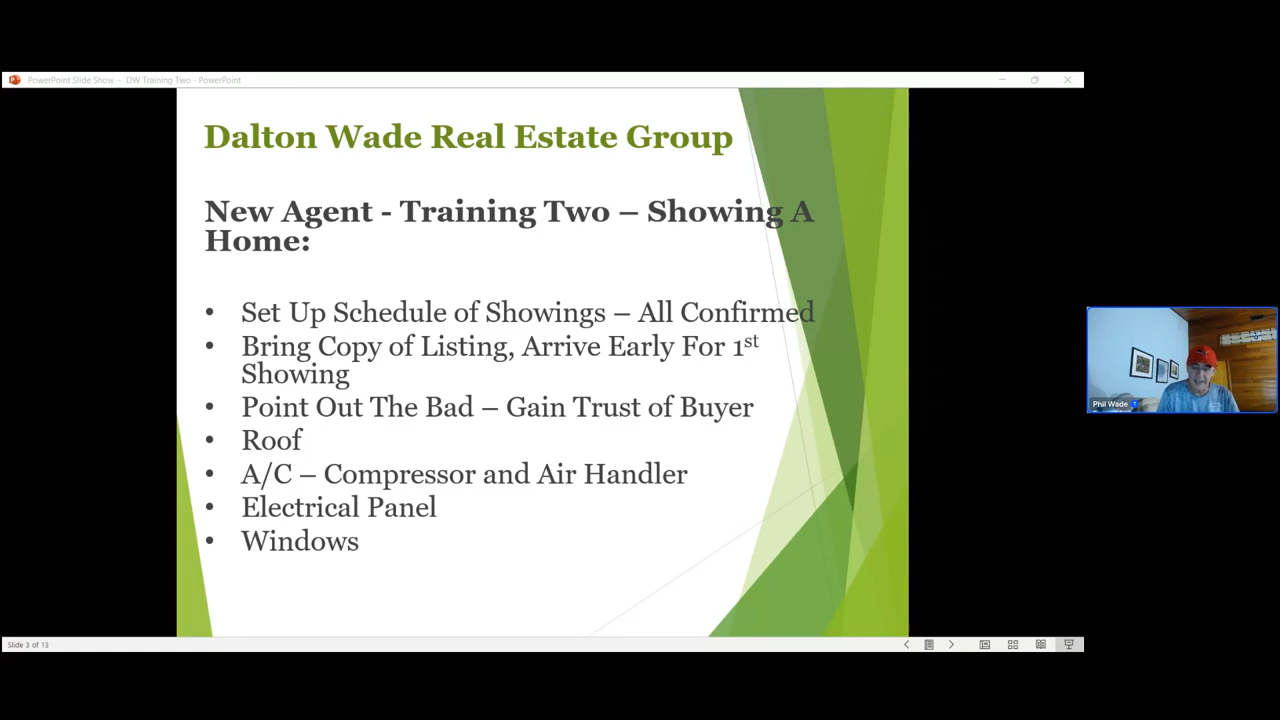 PowerPoint Slide Show - DW Training Two - PowerPoint
Dalton Wade Real Estate Group
New Agent - Training Two – Showing A
Home:
• Set Up Schedule of Showings – All Confirmed
• Bring Copy of Listing, Arrive Early For 1st
Showing
• Point Out The Bad – Gain Trust of Buyer
• Roof
• A/C – Compressor and Air Handler
• Electrical Panel
• Windows
Phil Wade
Slide 3 of 13